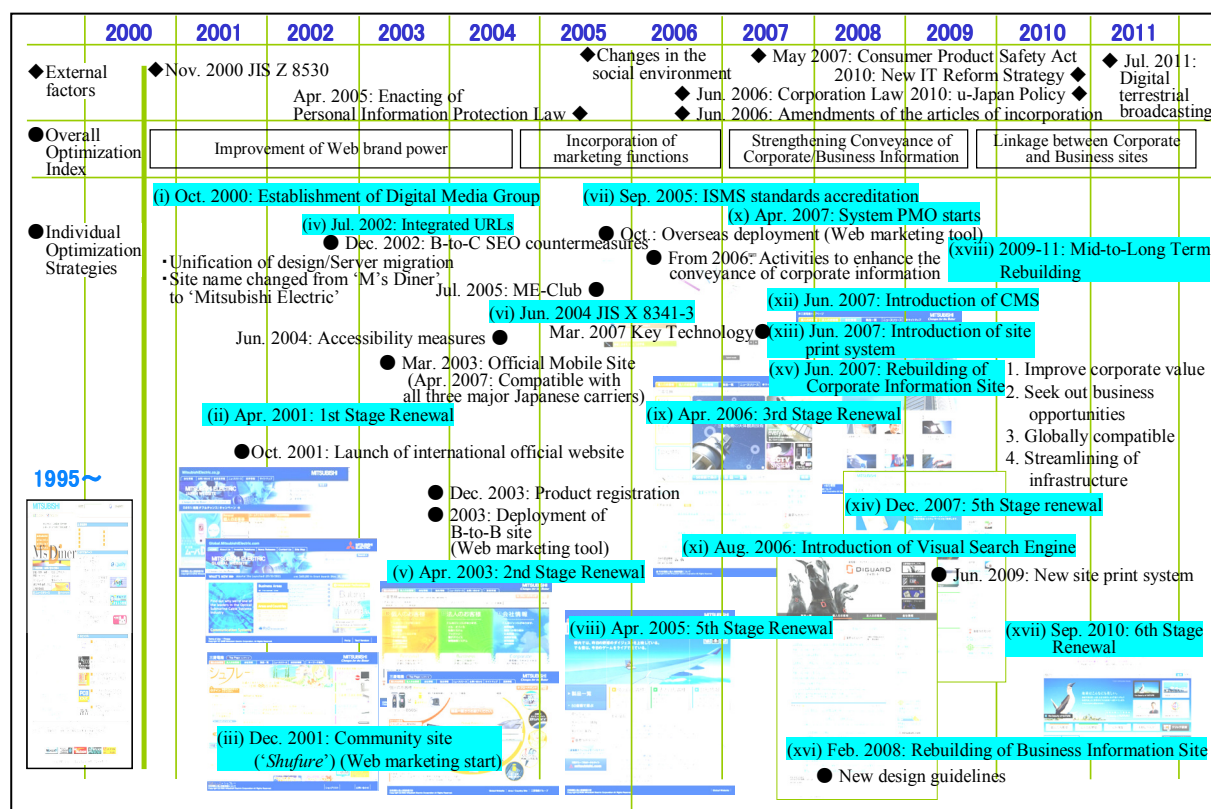 2000 2001 2002 2003 2004 2005 2006 2007 2008 2009 2010 2011
◆External factors
◆Nov. 2000 JIS Z 8530
Apr. 2005: Enacting of
Personal Information Protection Law◆
◆Changes in the
social environment
◆May 2007: Consumer Product Safety Act
2010: New IT Reform Strategy◆
◆Jun. 2006: Corporation Law 2010: u-Japan Policy◆
◆Jun. 2006: Amendments of the articles of incorporation
◆Jul. 2011:
Digital
terrestrial
broadcasting
●Overall
Optimization
Index
Improvement of Web brand power
Incorporation of
marketing functions
Strengthening Conveyance of
Corporate/Business Information
Linkage between Corporate
and Business sites
●Individual
Optimization
Strategies
(i) Oct. 2000: Establishment of Digital Media Group
(iv) Jul. 2002: Integrated URLs
●Dec. 2002: B-to-C SEO countermeasures
・Unification of design/Server migration
・Site name changed from ‘M’s Diner’
to ‘Mitsubishi Electric’
(vii) Sep. 2005: ISMS standards accreditation
(x) Apr. 2007: System PMO starts
●Oct.: Overseas deployment (Web marketing tool)
●From 2006: Activities to enhance the
conveyance of corporate information
(xviii) 2009-11: Mid-to-Long Term
Rebuilding
Jul. 2005: ME-Club●
(vi) Jun. 2004 JIS X 8341-3
(xii) Jun. 2007: Introduction of CMS
Jun. 2004: Accessibility measures●
Mar. 2007 Key Technology●
(xiii) Jun. 2007: Introduction of site
print system
●Mar. 2003: Official Mobile Site
(Apr. 2007: Compatible with
all three major Japanese carriers)
(xv) Jun. 2007: Rebuilding of
Corporate Information Site
1. Improve corporate value
2. Seek out business
opportunities
3. Globally compatible
4. Streamlining of
infrastructure
(ii) Apr. 2001: 1st Stage Renewal
(ix) Apr. 2006: 3rd Stage Renewal
●Oct. 2001: Launch of international official website
1995～
MITSUBISHI
M's Diner
●Dec. 2003: Product registration
●2003: Deployment of
B-to-B site
(Web marketing tool)
(xiv) Dec. 2007: 5th Stage renewal
(xi) Aug. 2006: Introduction of Visual Search Engine
(v) Apr. 2003: 2nd Stage Renewal
DIGUARD
●Jun. 2009: New site print system
(viii) Apr. 2005: 5th Stage Renewal
(xvii) Sep. 2010: 6th Stage
Renewal
シュフレー
(iii) Dec. 2001: Community site
(‘Shufure’) (Web marketing start)
(xvi) Feb. 2008: Rebuilding of Business Information Site
●New design guidelines